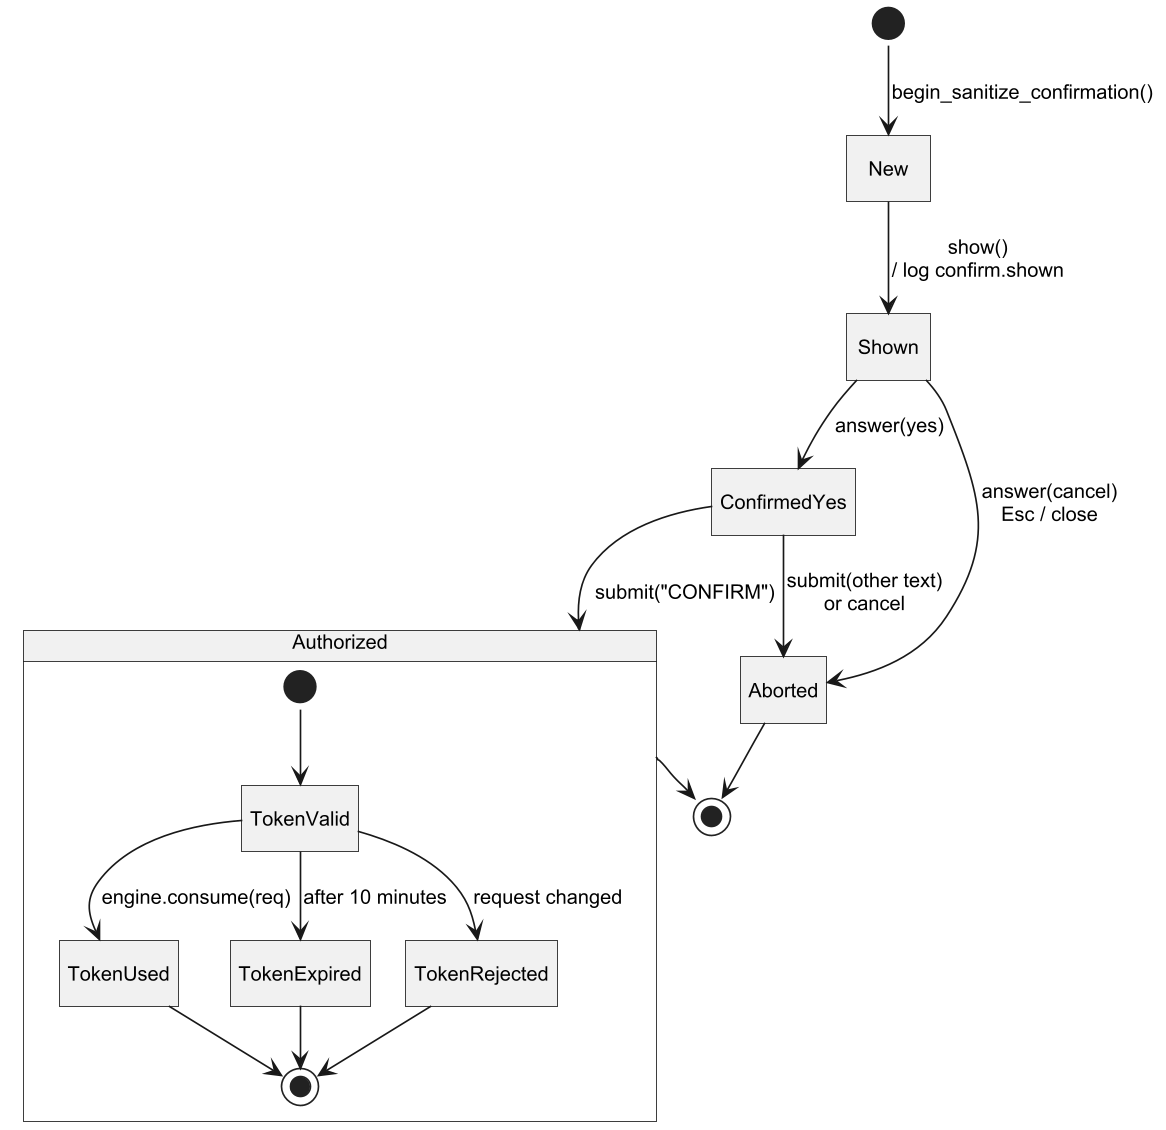 begin_sanitize_confirmation()
New
show()
/ log confirm.shown
Shown
answer(yes)
answer(cancel)
Esc / close
ConfirmedYes
submit("CONFIRM")
submit(other text)
or cancel
Authorized
Aborted
TokenValid
engine.consume(req)
after 10 minutes
request changed
TokenUsed
TokenExpired
TokenRejected